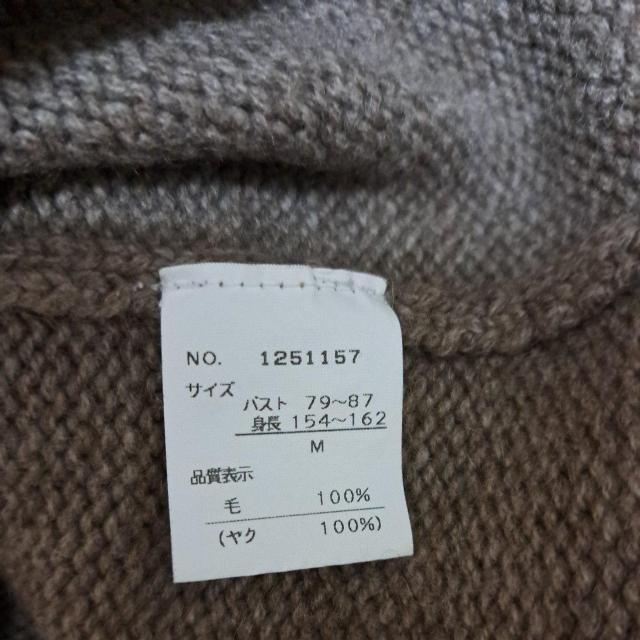 NO. 1251157
サイズ
バスト 79～87
身長 154～162
M
品質表示
毛 100%
(ヤク 100%)